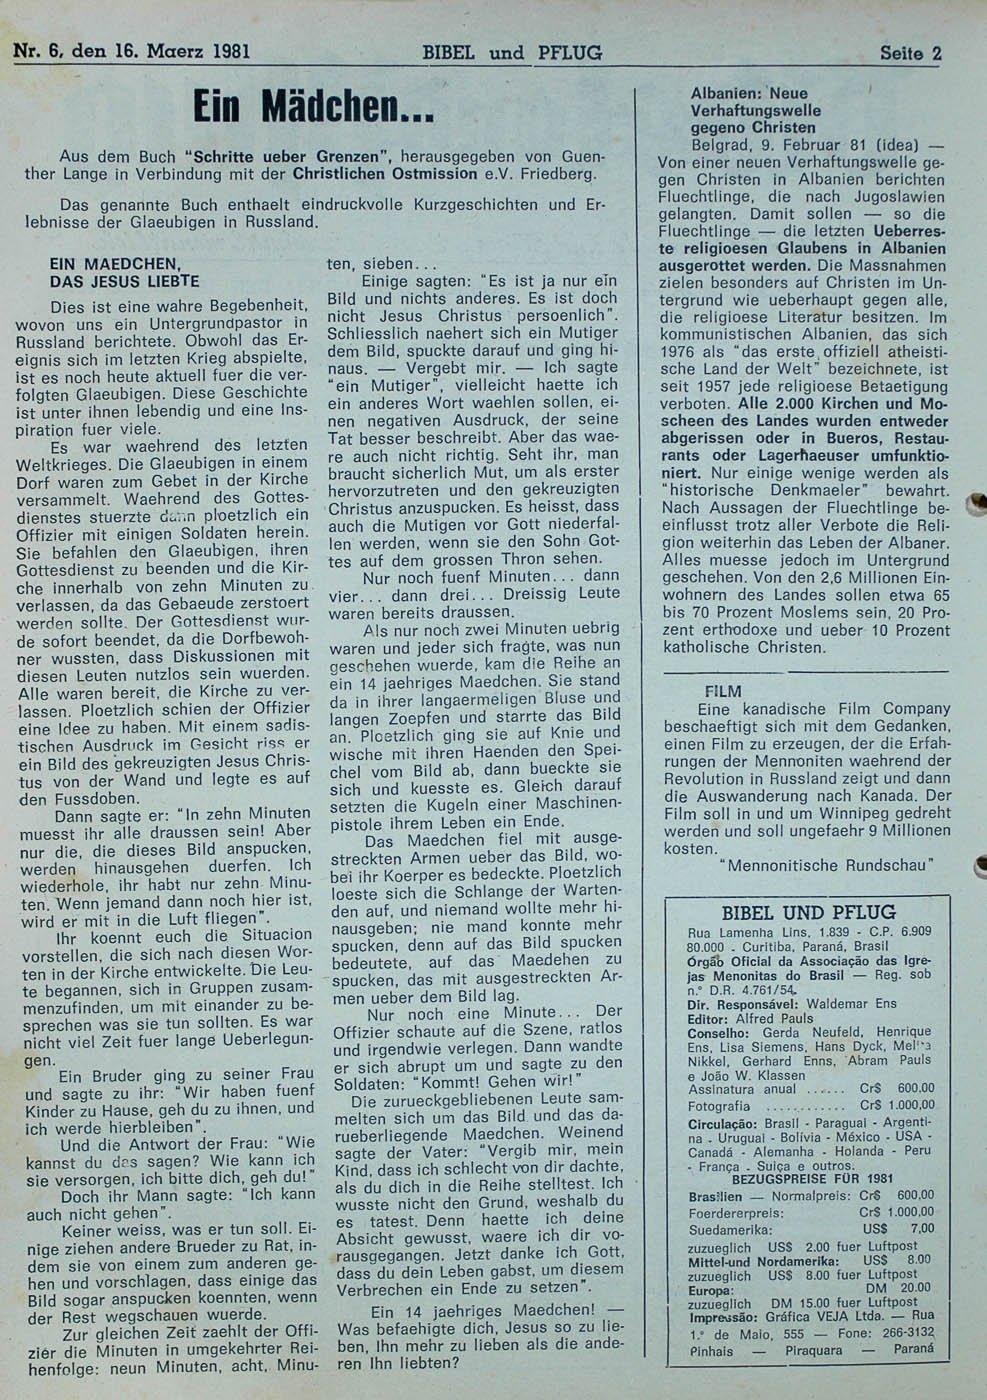 Nr. 6, den 16. Maerz 1981 BIBEL und PFLUG Seite 2
Ein Mädchen...
Aus dem Buch "Schritte ueber Grenzen", herausgegeben von Guen-
ther Lange in Verbindung mit der Christlichen Ostmission e.V. Friedberg.
Das genannte Buch enthaelt eindruckvolle Kurzgeschichten und Er-
lebnisse der Glaeubigen in Russland.
EIN MAEDCHEN,
DAS JESUS LIEBTE
Dies ist eine wahre Begebenheit,
wovon uns ein Untergrundpastor in
Russland berichtete. Obwohl das Er-
eignis sich im letzten Krieg abspielte,
ist es noch heute aktuell fuer die ver-
folgten Glaeubigen. Diese Geschichte
ist unter ihnen lebendig und eine Ins-
piration fuer viele.
Es war waehrend des letzten
Weltkrieges. Die Glaeubigen in einem
Dorf waren zum Gebet in der Kirche
versammelt. Waehrend des Gottes-
dienstes stuerzte dann ploetzlich ein
Offizier mit einigen Soldaten herein.
Sie befahlen den Glaeubigen, ihren
Gottesdienst zu beenden und die Kir-
che innerhalb von zehn Minuten zu
verlassen, da das Gebaeude zerstoert
werden sollte. Der Gottesdienst wur-
de sofort beendet, da die Dorfbewoh-
ner wussten, dass Diskussionen mit
diesen Leuten nutzlos sein wuerden.
Alle waren bereit, die Kirche zu ver-
lassen. Ploetzlich schien der Offizier
eine Idee zu haben. Mit einem sadis-
tischen Ausdruck im Gesicht riss er
ein Bild des gekreuzigten Jesus Chris-
tus von der Wand und legte es auf
den Fussdoben.
Dann sagte er: "In zehn Minuten
muesst ihr alle draussen sein! Aber
nur die, die dieses Bild anspucken,
werden hinausgehen duerfen. Ich
wiederhole, ihr habt nur zehn Minu-
ten. Wenn jemand dann noch hier ist,
wird er mit in die Luft fliegen".
Ihr koennt euch die Situacion
vorstellen, die sich nach diesen Wor-
ten in der Kirche entwickelte. Die Leu-
te begannen, sich in Gruppen zusam-
menzufinden, um mit einander zu be-
sprechen was sie tun sollten. Es war
nicht viel Zeit fuer lange Ueberlegun-
gen.
Ein Bruder ging zu seiner Frau
und sagte zu ihr: "Wir haben fuenf
Kinder zu Hause, geh du zu ihnen, und
ich werde hierbleiben".
Und die Antwort der Frau: "Wie
kannst du das sagen? Wie kann ich
sie versorgen, ich bitte dich, geh du!"
Doch ihr Mann sagte: "Ich kann
auch nicht gehen".
Keiner weiss, was er tun soll. Ei-
nige ziehen andere Brueder zu Rat, in-
dem sie von einem zum anderen ge-
hen und vorschlagen, dass einige das
Bild sogar anspucken koennten, wenn
der Rest wegschauen wuerde.
Zur gleichen Zeit zaehlt der Offi-
zier die Minuten in umgekehrter Rei-
henfolge: neun Minuten, acht, Minu-
ten, sieben...
Einige sagten: "Es ist ja nur ein
Bild und nichts anderes. Es ist doch
nicht Jesus Christus persoenlich".
Schliesslich naehert sich ein Mutiger
dem Bild, spuckte darauf und ging hi-
naus. — Vergebt mir. — Ich sagte
"ein Mutiger", vielleicht haette ich
ein anderes Wort waehlen sollen, ei-
nen negativen Ausdruck, der seine
Tat besser beschreibt. Aber das wae-
re auch nicht richtig. Seht ihr, man
braucht sicherlich Mut, um als erster
hervorzutreten und den gekreuzigten
Christus anzuspucken. Es heisst, dass
auch die Mutigen vor Gott niederfal-
len werden, wenn sie den Sohn Got-
tes auf dem grossen Thron sehen.
Nur noch fuenf Minuten... dann
vier... dann drei... Dreissig Leute
waren bereits draussen.
Als nur noch zwei Minuten uebrig
waren und jeder sich fragte, was nun
geschehen wuerde, kam die Reihe an
ein 14 jaehriges Maedchen. Sie stand
da in ihrer langaermeligen Bluse und
langen Zoepfen und starrte das Bild
an. Ploetzlich ging sie auf Knie und
wische mit ihren Haenden den Spei-
chel vom Bild ab, dann bueckte sie
sich und kuesste es. Gleich darauf
setzten die Kugeln einer Maschinen-
pistole ihrem Leben ein Ende.
Das Maedchen fiel mit ausge-
streckten Armen ueber das Bild, wo-
bei ihr Koerper es bedeckte. Ploetzlich
loeste sich die Schlange der Warten-
den auf, und niemand wollte mehr hi-
nausgeben; nie mand konnte mehr
spucken, denn auf das Bild spucken
bedeutete, auf das Maedehen zu
spucken, das mit ausgestreckten Ar-
men ueber dem Bild lag.
Nur noch eine Minute... Der
Offizier schaute auf die Szene, ratlos
und irgendwie verlegen. Dann wandte
er sich abrupt um und sagte zu den
Soldaten: "Kommt! Gehen wir!"
Die zurueckgebliebenen Leute sam-
melten sich um das Bild und das da-
rueberliegende Maedchen. Weinend
sagte der Vater: "Vergib mir, mein
Kind, dass ich schlecht von dir dachte,
als du dich in die Reihe stelltest. Ich
wusste nicht den Grund, weshalb du
es tatest. Denn haette ich deine
Absicht gewusst, waere ich dir vo-
rausgegangen. Jetzt danke ich Gott,
dass du dein Leben gabst, um diesem
Verbrechen ein Ende zu setzen".
Ein 14 jaehriges Maedchen! —
Was befaehigte dich, Jesus so zu lie-
ben, Ihn mehr zu lieben als die ande-
ren Ihn liebten?
Albanien: Neue
Verhaftungswelle
gegeno Christen
Belgrad, 9. Februar 81 (idea) —
Von einer neuen Verhaftungswelle ge-
gen Christen in Albanien berichten
Fluechtlinge, die nach Jugoslawien
gelangten. Damit sollen — so die
Fluechtlinge — die letzten Ueberres-
te religioesen Glaubens in Albanien
ausgerottet werden. Die Massnahmen
zielen besonders auf Christen im Un-
tergrund wie ueberhaupt gegen alle,
die religioese Literatur besitzen. Im
kommunistischen Albanien, das sich
1976 als "das erste offiziell atheisti-
sche Land der Welt" bezeichnete, ist
seit 1957 jede religioese Betaetigung
verboten. Alle 2.000 Kirchen und Mo-
scheen des Landes wurden entweder
abgerissen oder in Bueros, Restau-
rants oder Lagerhaeuser umfunktio-
niert. Nur einige wenige werden als
"historische Denkmaeler" bewahrt.
Nach Aussagen der Fluechtlinge be-
einflusst trotz aller Verbote die Reli-
gion weiterhin das Leben der Albaner.
Alles muesse jedoch im Untergrund
geschehen. Von den 2,6 Millionen Ein-
wohnern des Landes sollen etwa 65
bis 70 Prozent Moslems sein, 20 Pro-
zent erthodoxe und ueber 10 Prozent
katholische Christen.
FILM
Eine kanadische Film Company
beschaeftigt sich mit dem Gedanken,
einen Film zu erzeugen, der die Erfah-
rungen der Mennoniten waehrend der
Revolution in Russland zeigt und dann
die Auswanderung nach Kanada. Der
Film soll in und um Winnipeg gedreht
werden und soll ungefaehr 9 Millionen
kosten.
"Mennonitische Rundschau"
BIBEL UND PFLUG
Rua Lamenha Lins, 1.839 - C.P. 6.909
80.000 - Curitiba, Paraná, Brasil
Órgão Oficial da Associação das Igre-
jas Menonitas do Brasil — Reg. sob
n.º D.R. 4.761/54.
Dir. Responsável: Waldemar Ens
Editor: Alfred Pauls
Conselho: Gerda Neufeld, Henrique
Ens, Lisa Siemens, Hans Dyck,
Nikkel, Gerhard Enns, Abram Pauls
e João W. Klassen
Assinatura anual ...... Cr$ 600,00
Fotografia ............ Cr$ 1.000,00
Circulação: Brasil - Paraguai - Argenti-
na - Uruguai - Bolívia - México - USA -
Canadá - Alemanha - Holanda - Peru
- França - Suiça e outros.
BEZUGSPREISE FÜR 1981
Brasilien — Normalpreis: Cr$ 600,00
Foerdererpreis: Cr$ 1.000,00
Suedamerika: US$ 7,00
zuzueglich US$ 2.00 fuer Luftpost
Mittel-und Nordamerika: US$ 8.00
zuzueglich US$ 8.00 fuer Luftpost
Europa: DM 20.00
zuzueglich DM 15.00 fuer Luftpost
Impressão: Gráfica VEJA Ltda. — Rua
1.º de Maio, 555 — Fone: 266-3132
Pinhais — Piraquara — Paraná